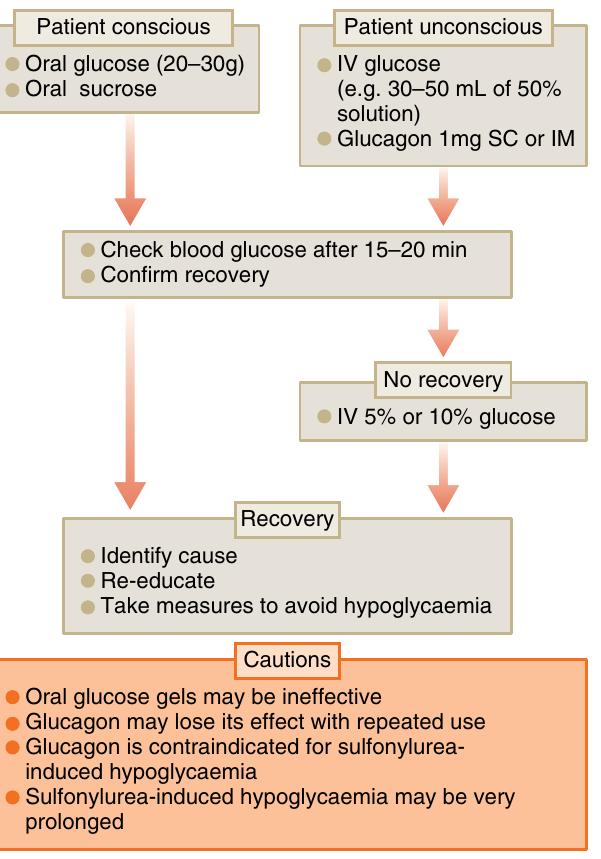 Patient conscious
Oral glucose (20–30g)
Oral sucrose
Patient unconscious
IV glucose
(e.g. 30–50 mL of 50%
solution)
Glucagon 1mg SC or IM
Check blood glucose after 15–20 min
Confirm recovery
No recovery
IV 5% or 10% glucose
Recovery
Identify cause
Re-educate
Take measures to avoid hypoglycaemia
Cautions
Oral glucose gels may be ineffective
Glucagon may lose its effect with repeated use
Glucagon is contraindicated for sulfonylurea-
induced hypoglycaemia
Sulfonylurea-induced hypoglycaemia may be very
prolonged